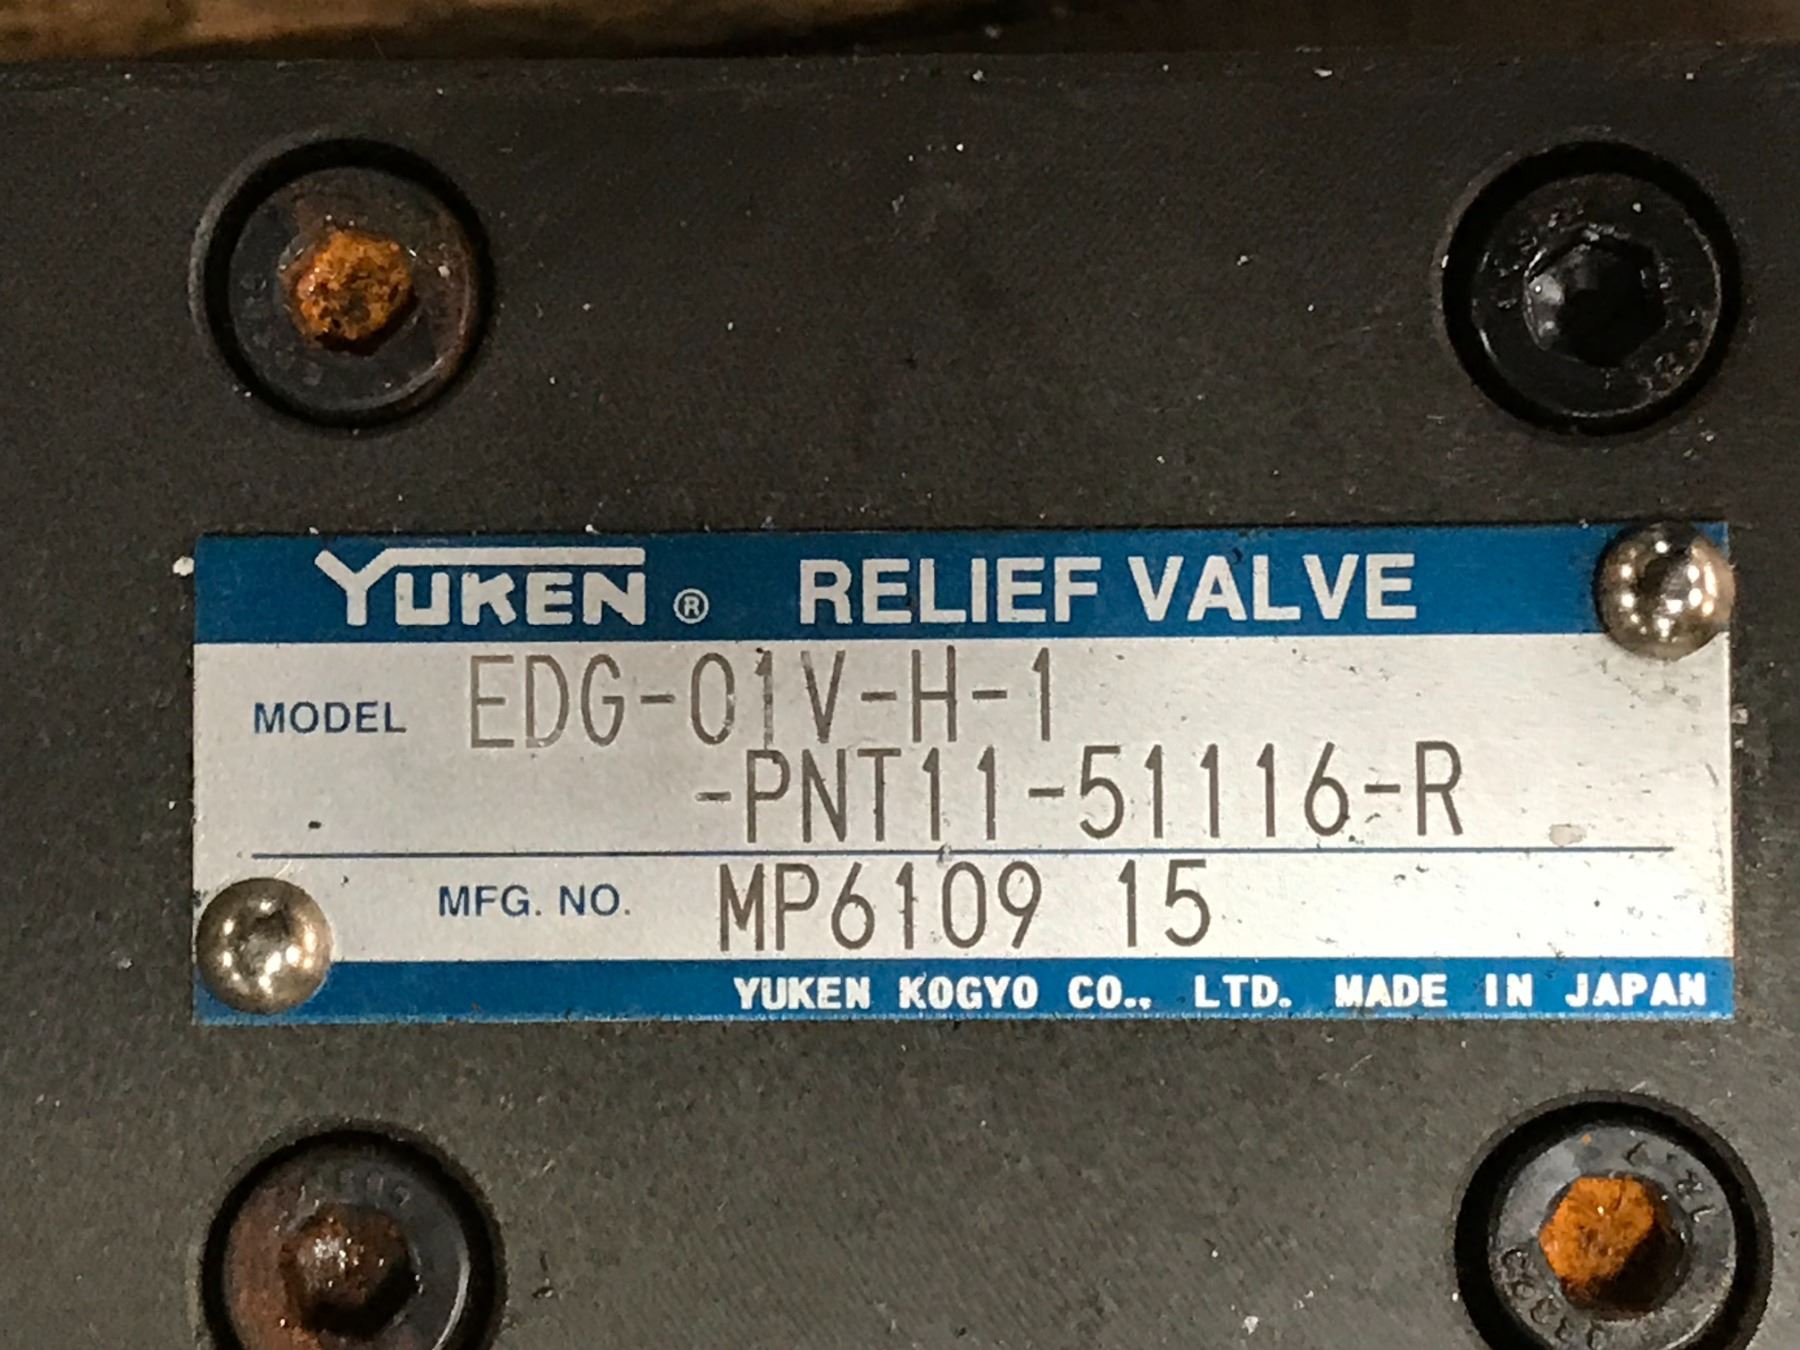 YUKEN ® RELIEF VALVE
MODEL EDG-01V-H-1
-PNT11-51116-R
MFG. NO. MP6109 15
YUKEN KOGYO CO., LTD. MADE IN JAPAN